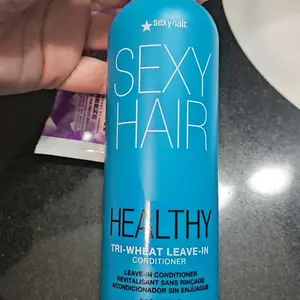 sexyhair
SEXY
HAIR
HEALTHY
TRI-WHEAT LEAVE-IN
CONDITIONER
LEAVE-IN CONDITIONER
REVITALISANT SANS RINÇAGE
ACONDICIONADOR SIN ENJUAGUE